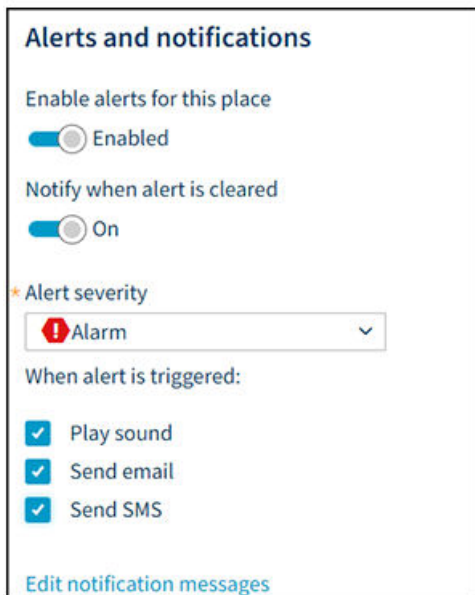 Alerts and notifications
Enable alerts for this place
Enabled
Notify when alert is cleared
On
* Alert severity
! Alarm
When alert is triggered:
Play sound
Send email
Send SMS
Edit notification messages